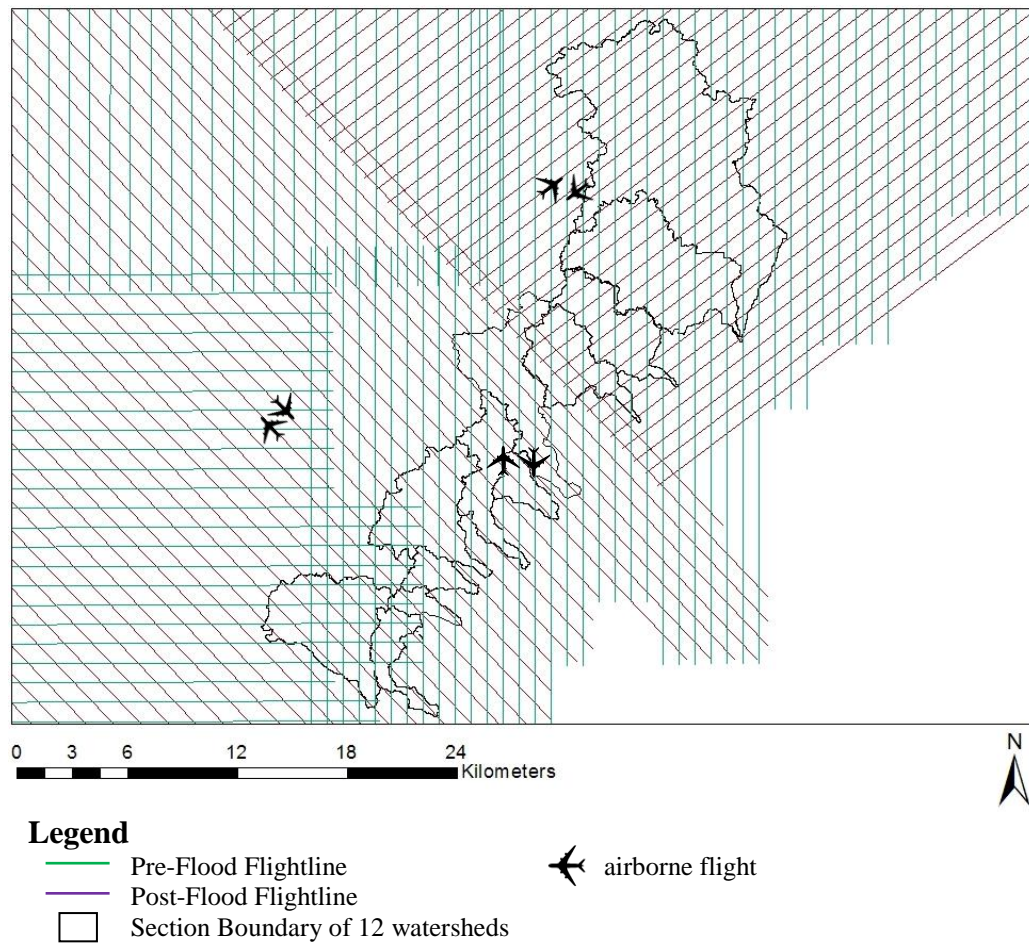 0 3 6 12 18 24
Kilometers
N
Legend
Pre-Flood Flightline
airborne flight
Post-Flood Flightline
Section Boundary of 12 watersheds